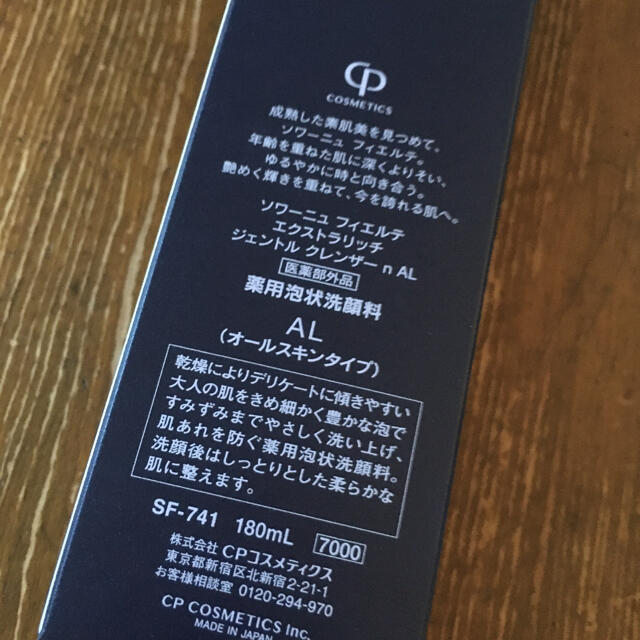 CP
COSMETICS
成熟した素肌美を見つめて、
ソワーニュ フィエルテ。
年齢を重ねた肌に深くよりそい、
ゆるやかに時と向き合う。
艶めく輝きを重ねて、今を誇れる肌へ。
ソワーニュ フィエルテ
エクストラリッチ
ジェントル クレンザー n AL
医薬部外品
薬用泡状洗顔料
AL
(オールスキンタイプ)
乾燥によりデリケートに傾きやすい
大人の肌をきめ細かく豊かな泡で
すみずみまでやさしく洗い上げ、
肌あれを防ぐ薬用泡状洗顔料。
洗顔後はしっとりとした柔らかな
肌に整えます。
SF-741 180mL 7000
株式会社 CPコスメティクス
東京都新宿区北新宿2-21-1
お客様相談室 0120-294-970
CP COSMETICS Inc.
MADE IN JAPAN